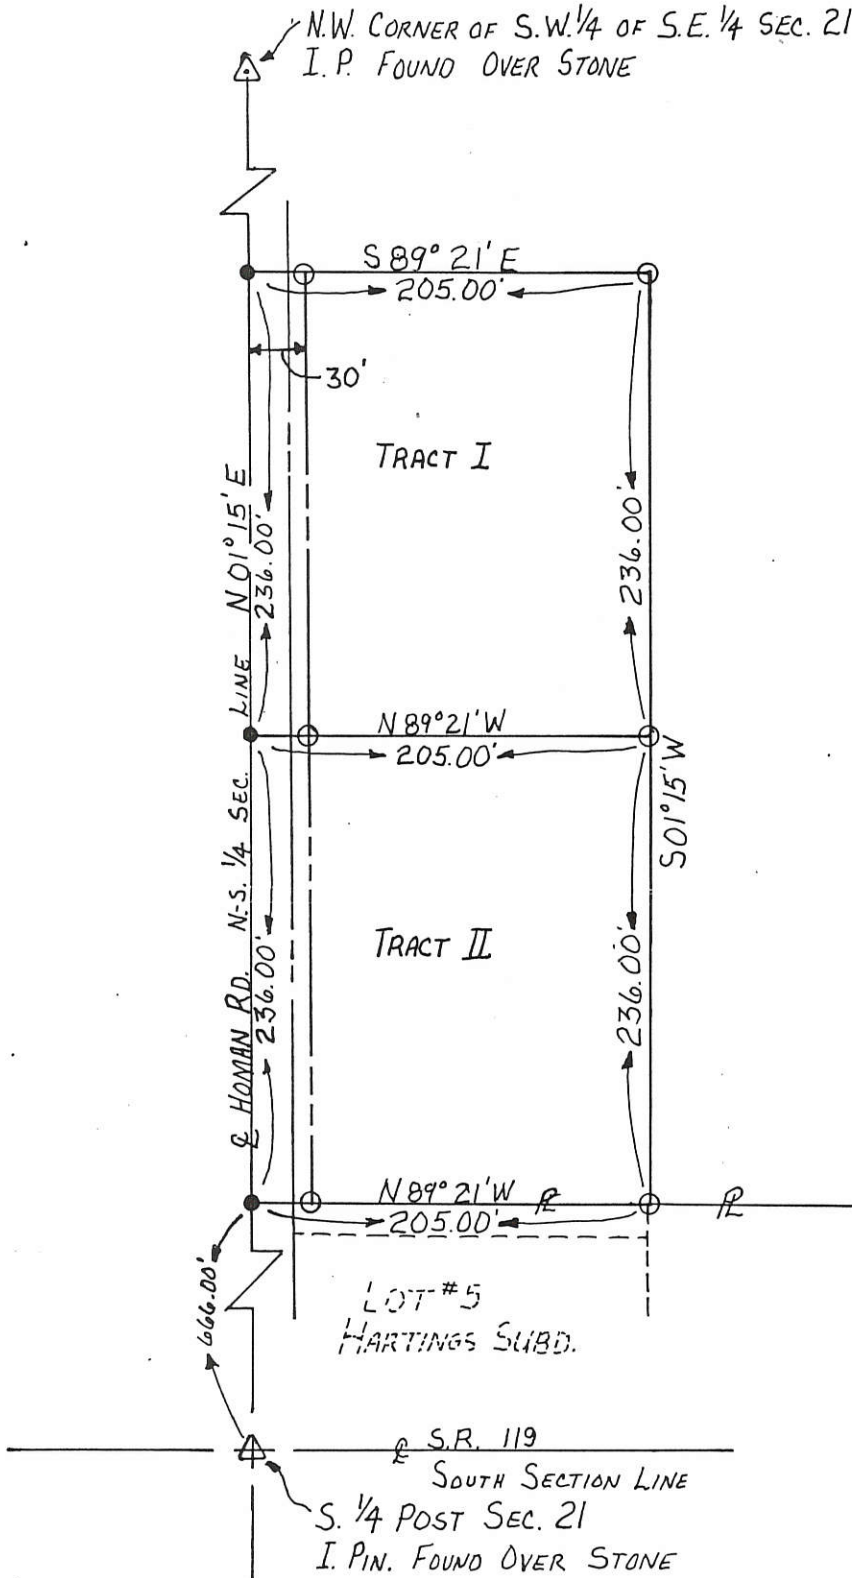 N.W. CORNER OF S.W. 1/4 OF S.E. 1/4 SEC. 21
I.P. FOUND OVER STONE
S 89° 21' E
205.00'
30'
TRACT I
236.00'
236.00'
N 89° 21' W
205.00'
S 01° 15' W
TRACT II
236.00'
236.00'
℄ HOMAN RD. N-S. 1/4 SEC. LINE N 01° 15' E
N 89° 21' W ⅊ ⅊
205.00'
666.00'
LOT #5
HARTINGS SUBD.
℄ S.R. 119
SOUTH SECTION LINE
S. 1/4 POST SEC. 21
I. PIN. FOUND OVER STONE